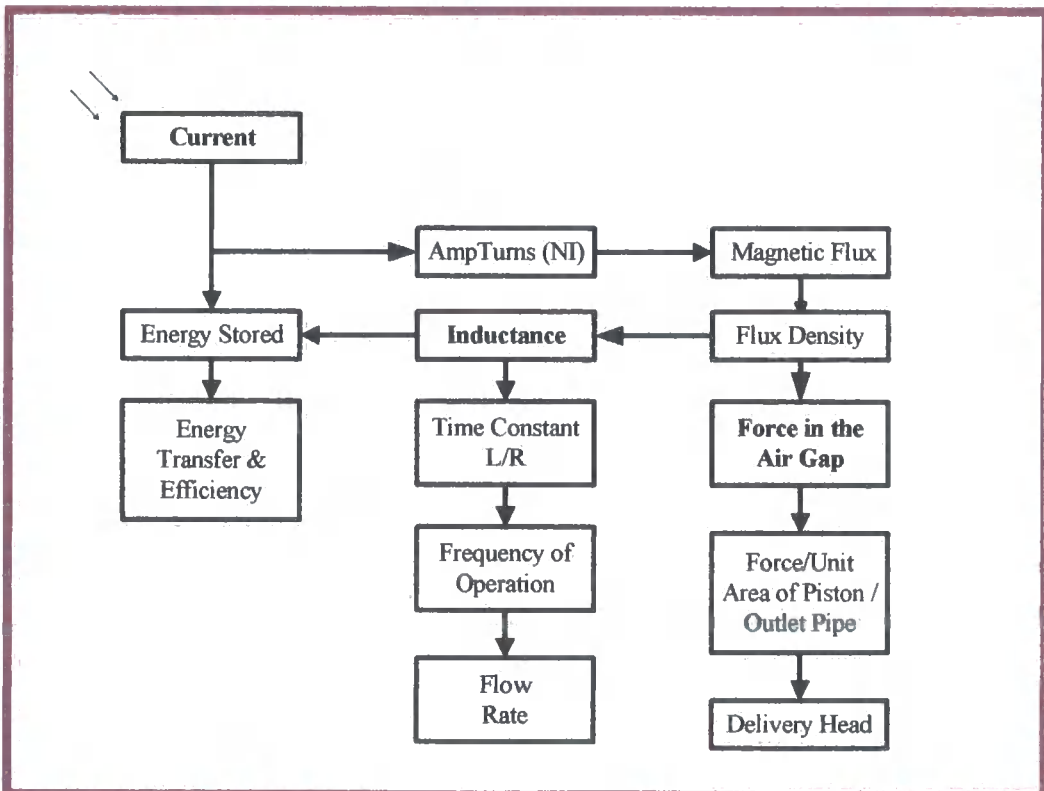 Current
AmpTurns (NI)
Magnetic Flux
Energy Stored
Inductance
Flux Density
Energy
Transfer &
Efficiency
Time Constant
L/R
Force in the
Air Gap
Frequency of
Operation
Force/Unit
Area of Piston /
Outlet Pipe
Flow
Rate
Delivery Head